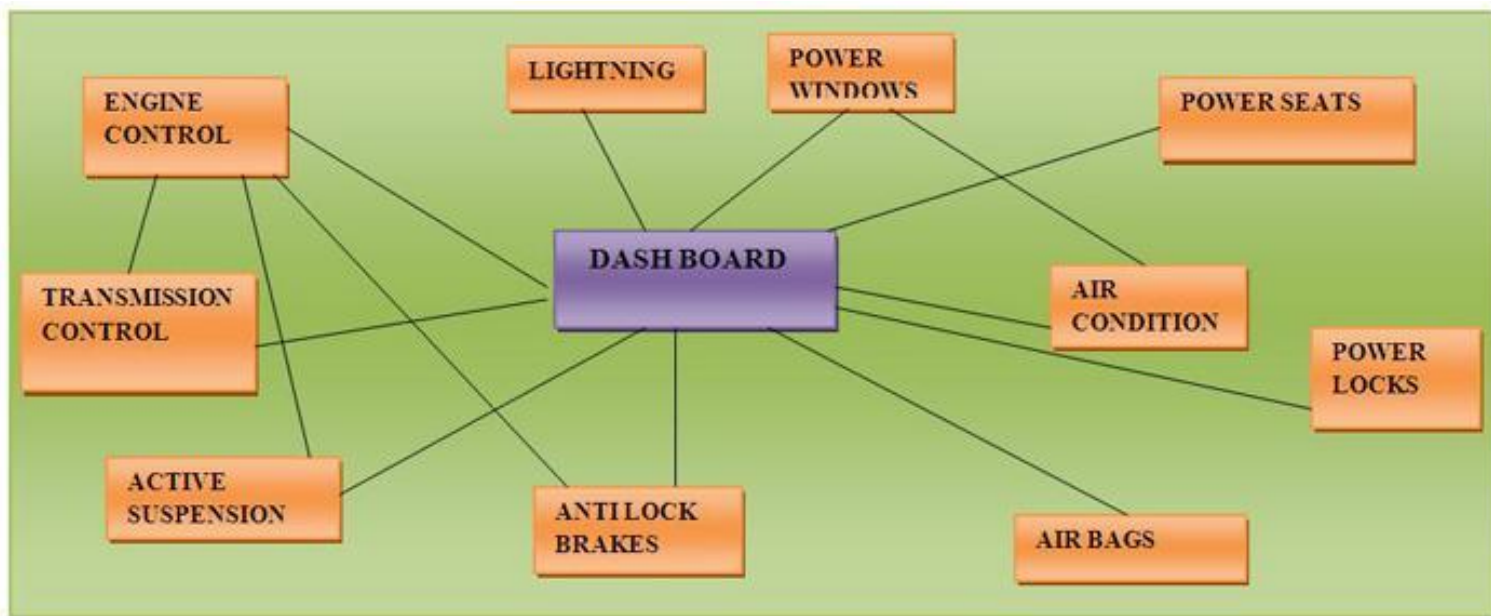 LIGHTNING
POWER
WINDOWS
ENGINE
CONTROL
POWER SEATS
DASH BOARD
TRANSMISSION
CONTROL
AIR
CONDITION
POWER
LOCKS
ACTIVE
SUSPENSION
ANTI LOCK
BRAKES
AIR BAGS